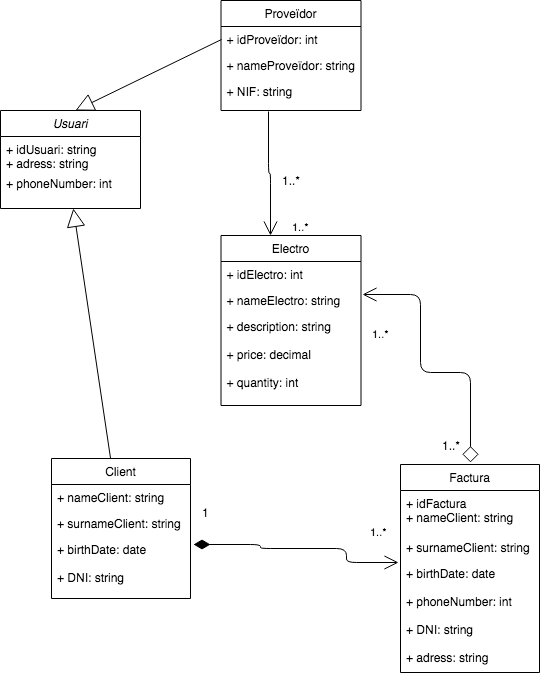 Proveïdor
+ idProveïdor: int
+ nameProveïdor: string
+ NIF: string
Usuari
+ idUsuari: string
+ adress: string
+ phoneNumber: int
1..*
1..*
Electro
+ idElectro: int
+ nameElectro: string
+ description: string
+ price: decimal
+ quantity: int
1..*
1..*
Client
+ nameClient: string
+ surnameClient: string
+ birthDate: date
+ DNI: string
1
1..*
Factura
+ idFactura
+ nameClient: string
+ surnameClient: string
+ birthDate: date
+ phoneNumber: int
+ DNI: string
+ adress: string